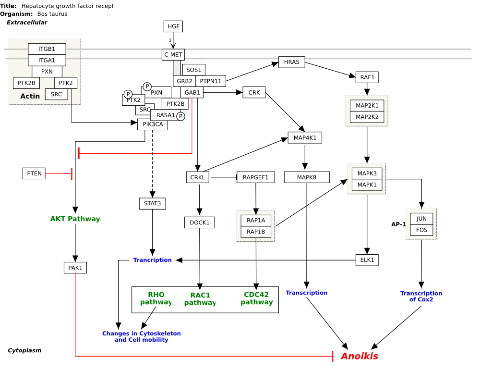 Title: Hepatocyte growth factor recept
Organism: Bos taurus
Extracellular
HGF
ITGB1
ITGA1
PXN
PTK2B
PTK2
SRC
Actin
C MET
SOS1
GRB2
PTPN11
GAB1
HRAS
RAF1
CRK
P
PXN
P
PTK2
PTK2B
SRC
RASA1
P
PIK3CA
MAP2K1
MAP2K2
MAP4K1
PTEN
CRKL
RAPGEF1
MAPK8
MAPK3
MAPK1
STAT3
AKT Pathway
DOCK1
RAP1A
RAP1B
AP-1
JUN
FOS
PAK1
Trancription
ELK1
RHO
pathway
RAC1
pathway
CDC42
pathway
Transcription
Transcription
of Cox2
Changes in Cytoskeleton
and Cell mobility
Cytoplasm
Anoikis